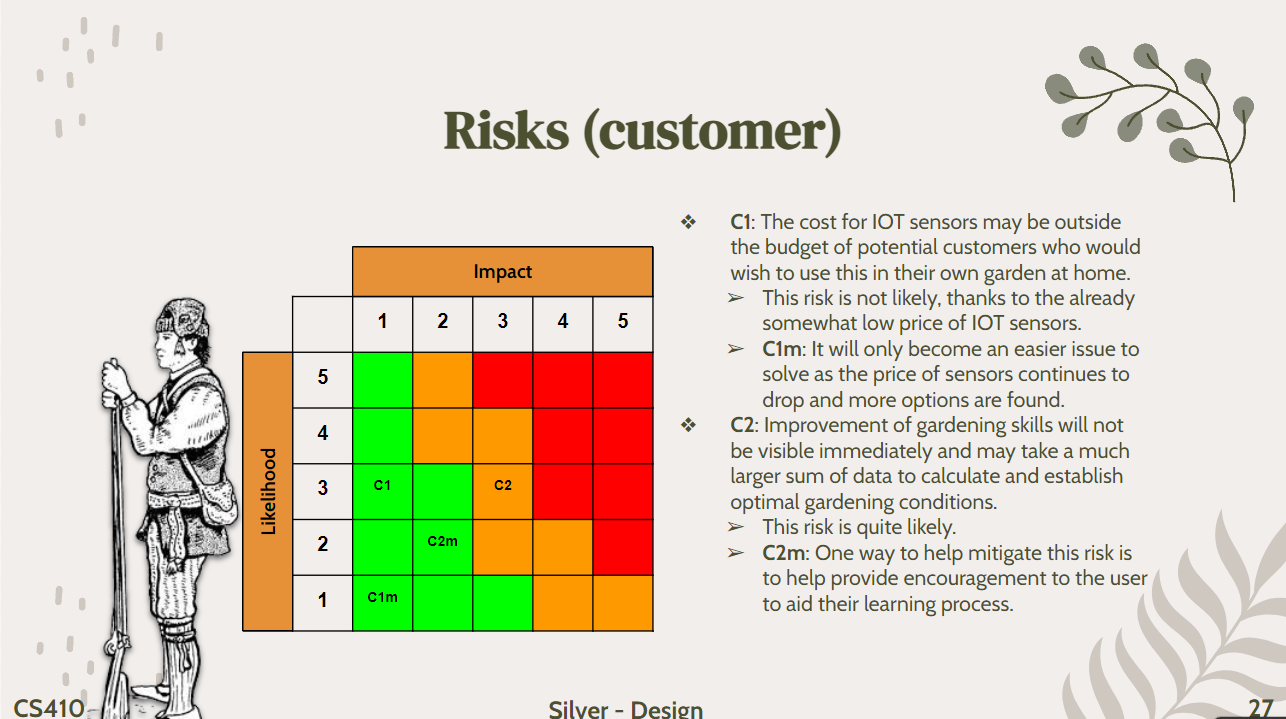 Risks (customer)
Impact
1 2 3 4 5
Likelihood
5
4
3 C1 C2
2 C2m
1 C1m
❖ C1: The cost for IOT sensors may be outside
the budget of potential customers who would
wish to use this in their own garden at home.
➢ This risk is not likely, thanks to the already
somewhat low price of IOT sensors.
➢ C1m: It will only become an easier issue to
solve as the price of sensors continues to
drop and more options are found.
❖ C2: Improvement of gardening skills will not
be visible immediately and may take a much
larger sum of data to calculate and establish
optimal gardening conditions.
➢ This risk is quite likely.
➢ C2m: One way to help mitigate this risk is
to help provide encouragement to the user
to aid their learning process.
CS410
Silver - Design
27